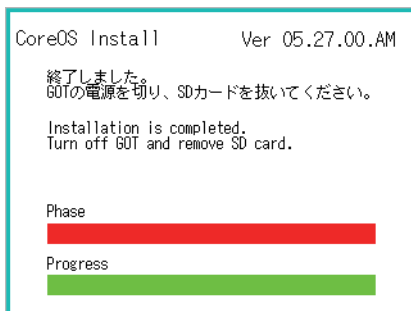 CoreOS Install Ver 05.27.00.AM
終了しました。
GOTの電源を切り、SDカードを抜いてください。
Installation is completed.
Turn off GOT and remove SD card.
Phase
Progress